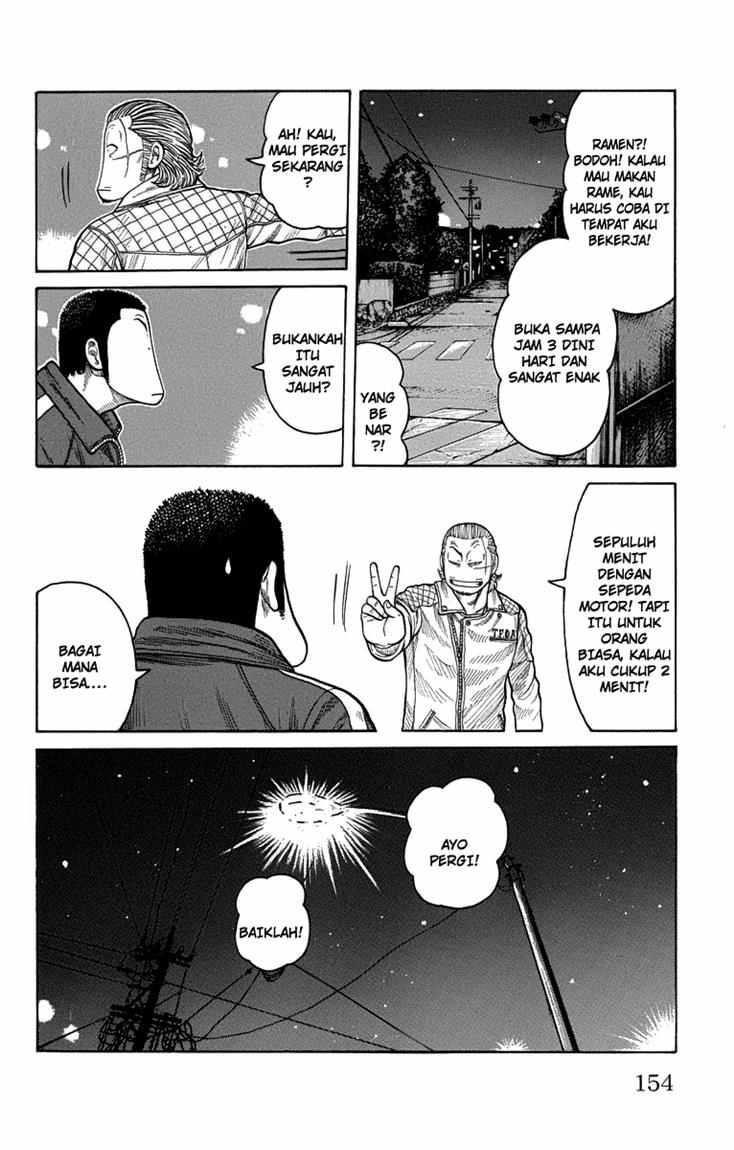 RAMEN?!
BODOH! KALAU
MAU MAKAN
RAME, KAU
HARUS COBA DI
TEMPAT AKU
BEKERJA!
BUKA SAMPA
JAM 3 DINI
HARI DAN
SANGAT ENAK
YANG
BE
NAR
?!
AH! KAU,
MAU PERGI
SEKARANG
?
BUKANKAH
ITU
SANGAT
JAUH?
SEPULUH
MENIT
DENGAN
SEPEDA
MOTOR! TAPI
ITU UNTUK
ORANG
BIASA, KALAU
AKU CUKUP 2
MENIT!
BAGAI
MANA
BISA....
AYO
PERGI!
BAIKLAH!
154